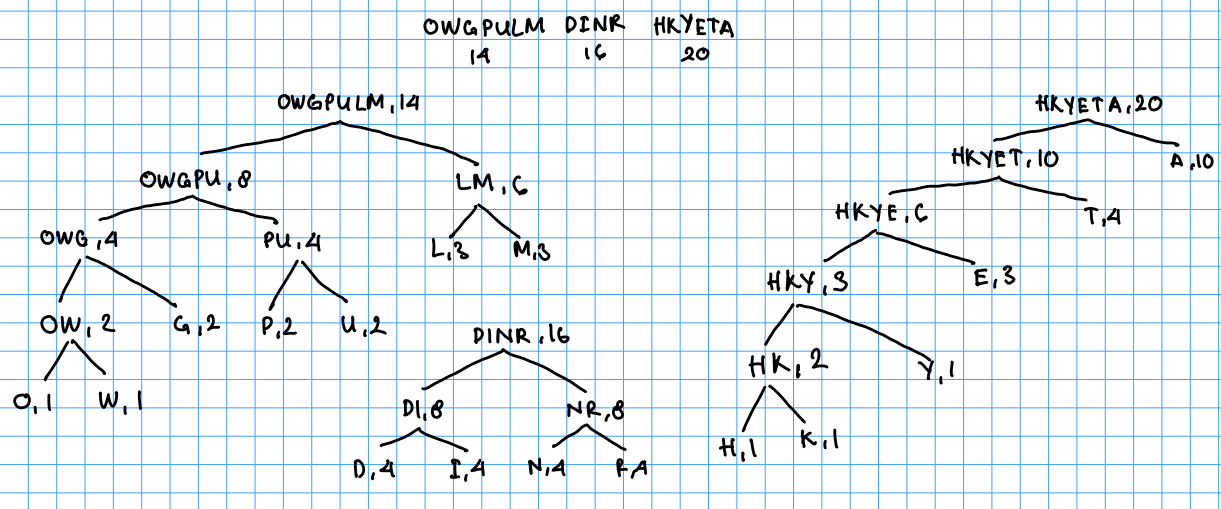 OWGPULM DINR HKYETA
14 16 20
OWGPULM,14 HKYETA,20
HKYET,10 A,10
OWGPU,8 LM,6
HKYE,6 T,4
OWG,4 PU,4 L,3 M,3
HKY,3 E,3
OW,2 G,2 P,2 U,2
DINR,16
HK,2 Y,1
O,1 W,1
DI,8 NR,8
H,1 K,1
D,4 I,4 N,4 R,4